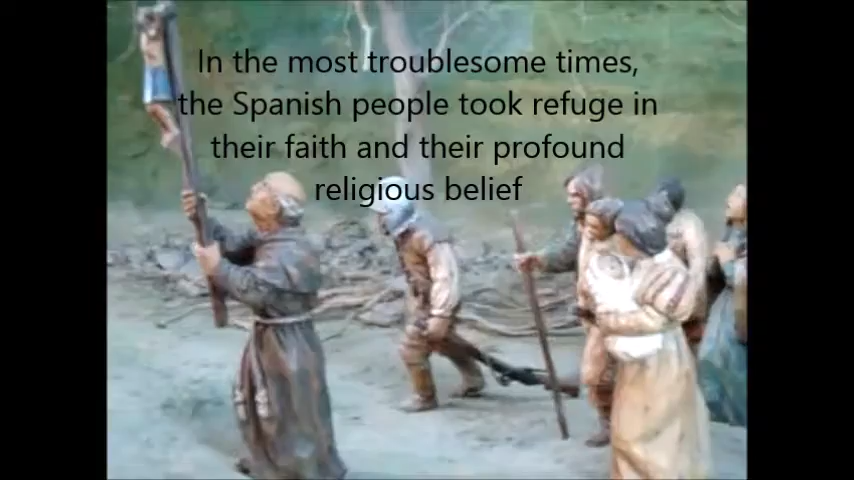 In the most troublesome times,
the Spanish people took refuge in
their faith and their profound
religious belief